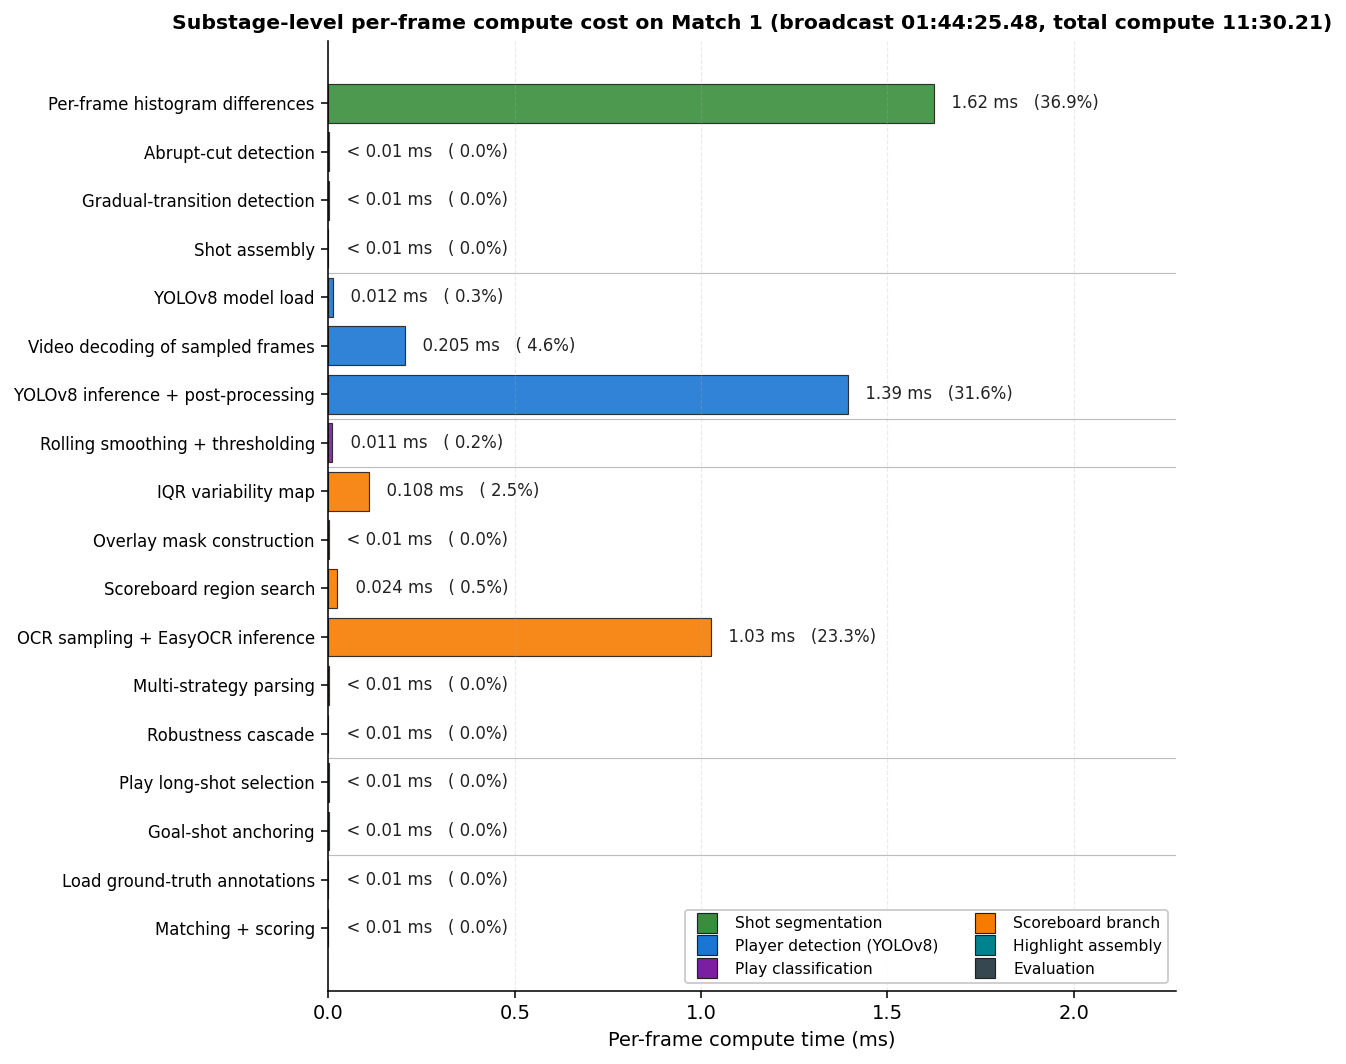 Substage-level per-frame compute cost on Match 1 (broadcast 01:44:25.48, total compute 11:30.21)
Per-frame histogram differences 1.62 ms (36.9%)
Abrupt-cut detection < 0.01 ms ( 0.0%)
Gradual-transition detection < 0.01 ms ( 0.0%)
Shot assembly < 0.01 ms ( 0.0%)
YOLOv8 model load 0.012 ms ( 0.3%)
Video decoding of sampled frames 0.205 ms ( 4.6%)
YOLOv8 inference + post-processing 1.39 ms (31.6%)
Rolling smoothing + thresholding 0.011 ms ( 0.2%)
IQR variability map 0.108 ms ( 2.5%)
Overlay mask construction < 0.01 ms ( 0.0%)
Scoreboard region search 0.024 ms ( 0.5%)
OCR sampling + EasyOCR inference 1.03 ms (23.3%)
Multi-strategy parsing < 0.01 ms ( 0.0%)
Robustness cascade < 0.01 ms ( 0.0%)
Play long-shot selection < 0.01 ms ( 0.0%)
Goal-shot anchoring < 0.01 ms ( 0.0%)
Load ground-truth annotations < 0.01 ms ( 0.0%)
Matching + scoring < 0.01 ms ( 0.0%)
Shot segmentation
Player detection (YOLOv8)
Play classification
Scoreboard branch
Highlight assembly
Evaluation
0.0 0.5 1.0 1.5 2.0
Per-frame compute time (ms)